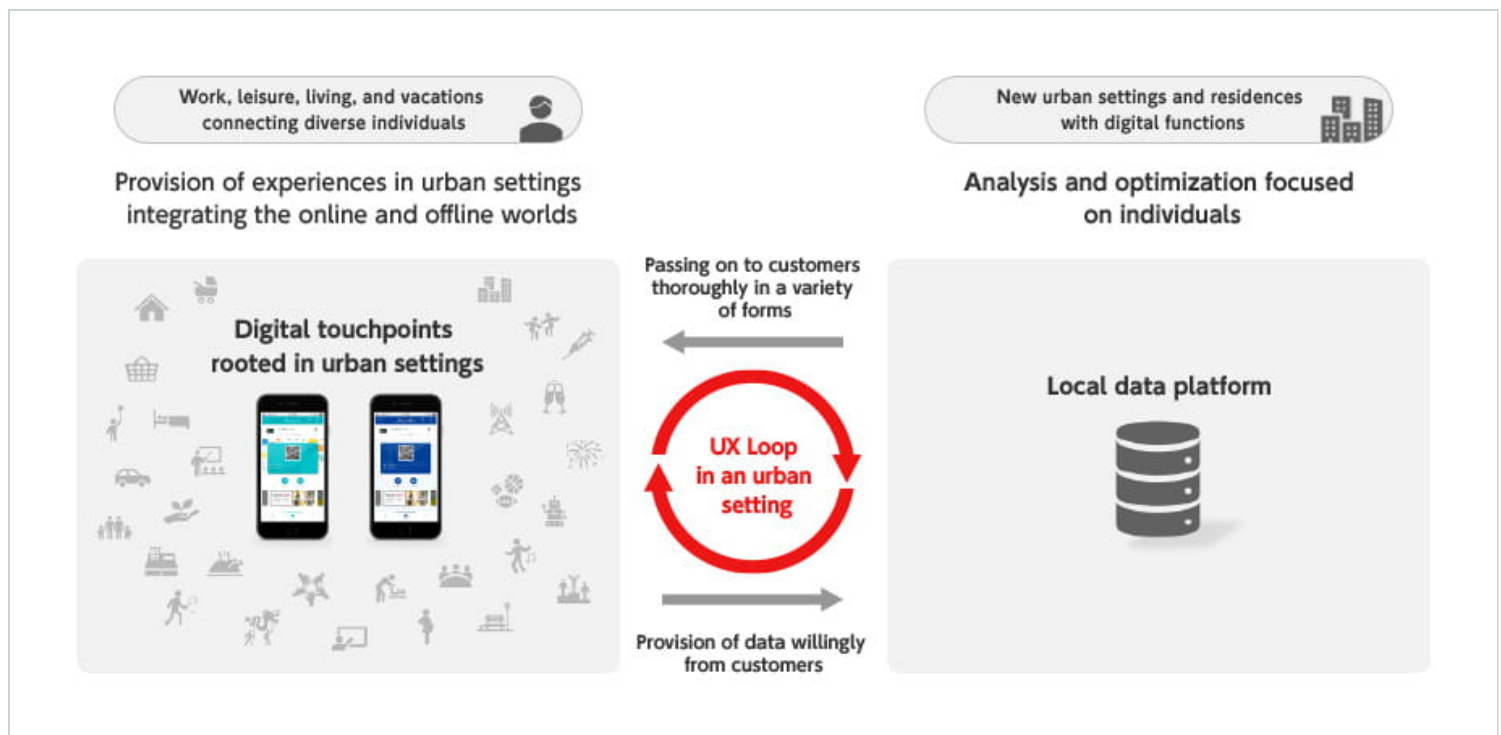 Work, leisure, living, and vacations
connecting diverse individuals
New urban settings and residences
with digital functions
Provision of experiences in urban settings
integrating the online and offline worlds
Analysis and optimization focused
on individuals
Digital touchpoints
rooted in urban settings
Passing on to customers
thoroughly in a variety
of forms
UX Loop
in an urban
setting
Provision of data willingly
from customers
Local data platform